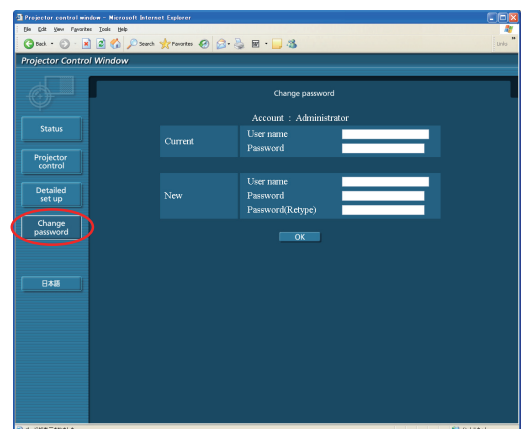 Projector control window - Microsoft Internet Explorer
File Edit View Favorites Tools Help
Back Search Favorites
Links »
Projector Control Window
Change password
Account : Administrator
Current
User name
Password
New
User name
Password
Password(Retype)
OK
Status
Projector
control
Detailed
set up
Change
password
日本語